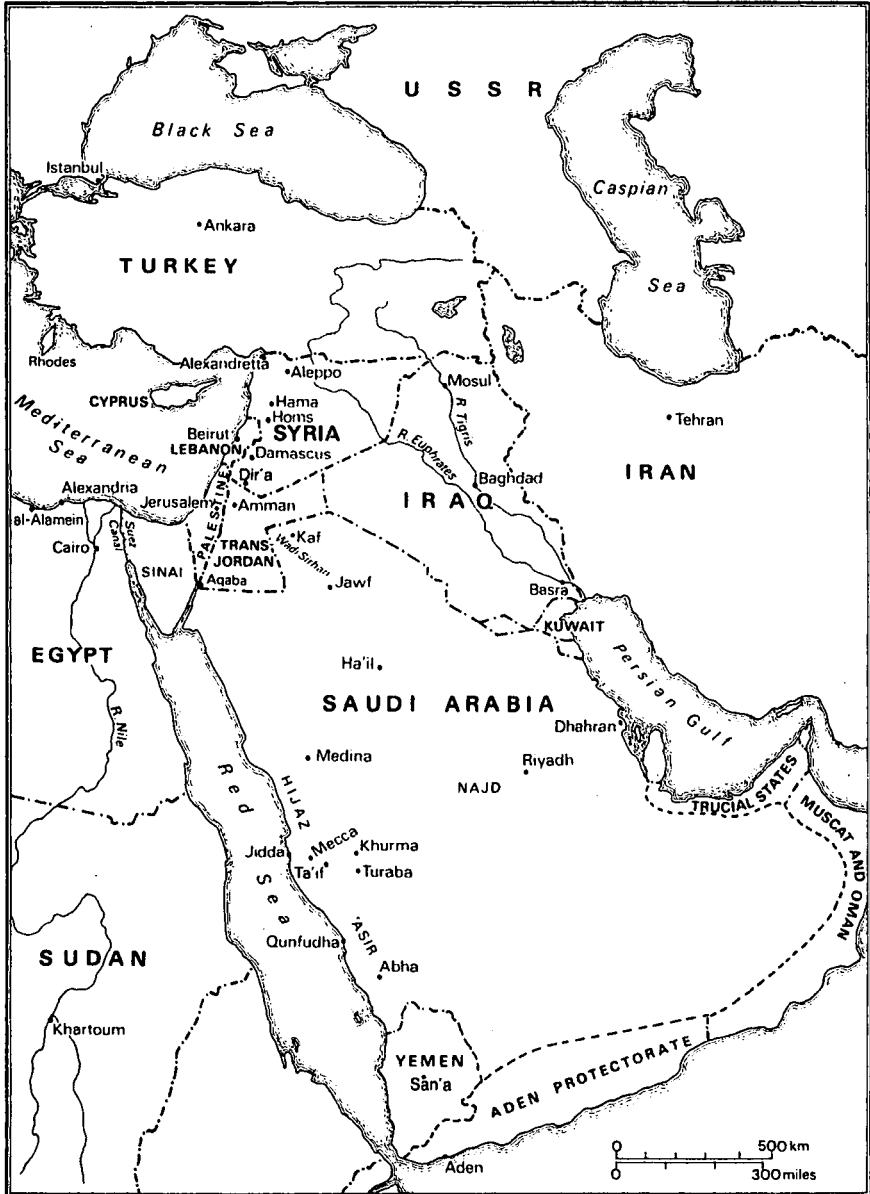 USSR
Black Sea
Istanbul
Caspian
Sea
Ankara
TURKEY
Rhodes
Alexandretta
Aleppo
Mosul
CYPRUS
Hama
Homs
R Tigris
Tehran
Mediterranean
Sea
Beirut
SYRIA
LEBANON
Damascus
R. Euphrates
IRAN
Dir'a
Baghdad
Alexandria
Jerusalem
PALESTINE
IRAQ
al-Alamein
Amman
Suez
Canal
Cairo
TRANS
JORDAN
Kaf
Wadi Sirhan
SINAI
Aqaba
Jawf
Basra
KUWAIT
EGYPT
Ha'il
Persian Gulf
SAUDI ARABIA
R. Nile
Dhahran
Medina
Riyadh
NAJD
Red Sea
HIJAZ
TRUCIAL STATES
MUSCAT AND OMAN
Jidda
Mecca
Khurma
Ta'if
Turaba
'ASIR
SUDAN
Qunfudha
Abha
Khartoum
YEMEN
San'a
ADEN PROTECTORATE
Aden
0 500 km
0 300 miles